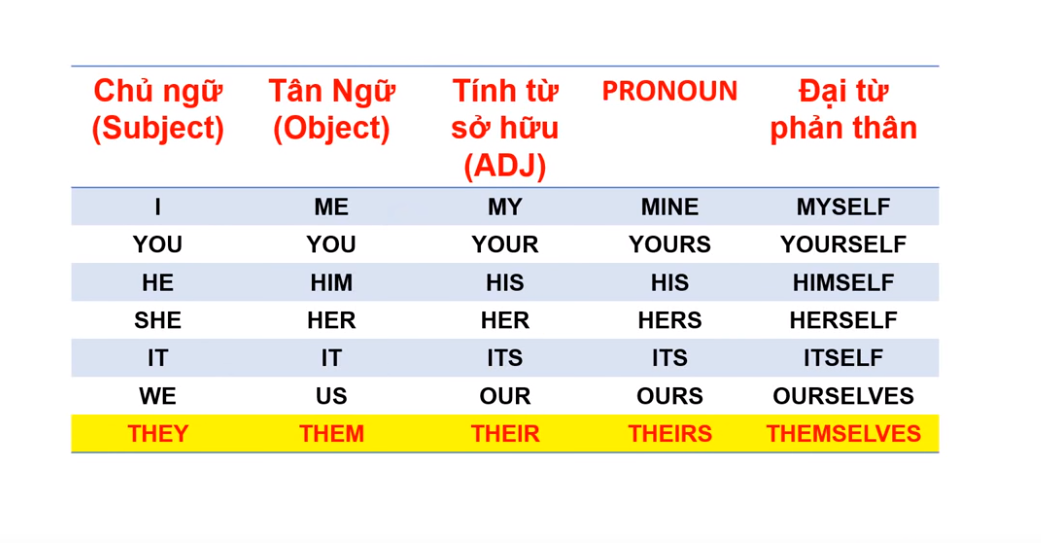 Chủ ngữ Tân Ngữ Tính từ PRONOUN Đại từ
(Subject) (Object) sở hữu phản thân
(ADJ)
I ME MY MINE MYSELF
YOU YOU YOUR YOURS YOURSELF
HE HIM HIS HIS HIMSELF
SHE HER HER HERS HERSELF
IT IT ITS ITS ITSELF
WE US OUR OURS OURSELVES
THEY THEM THEIR THEIRS THEMSELVES